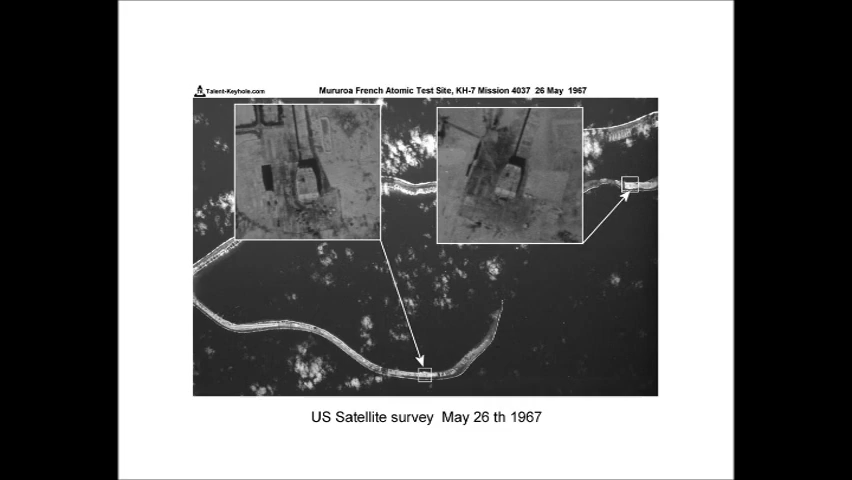 Talent-Keyhole.com
Mururoa French Atomic Test Site, KH-7 Mission 4037 26 May 1967
US Satellite survey May 26 th 1967